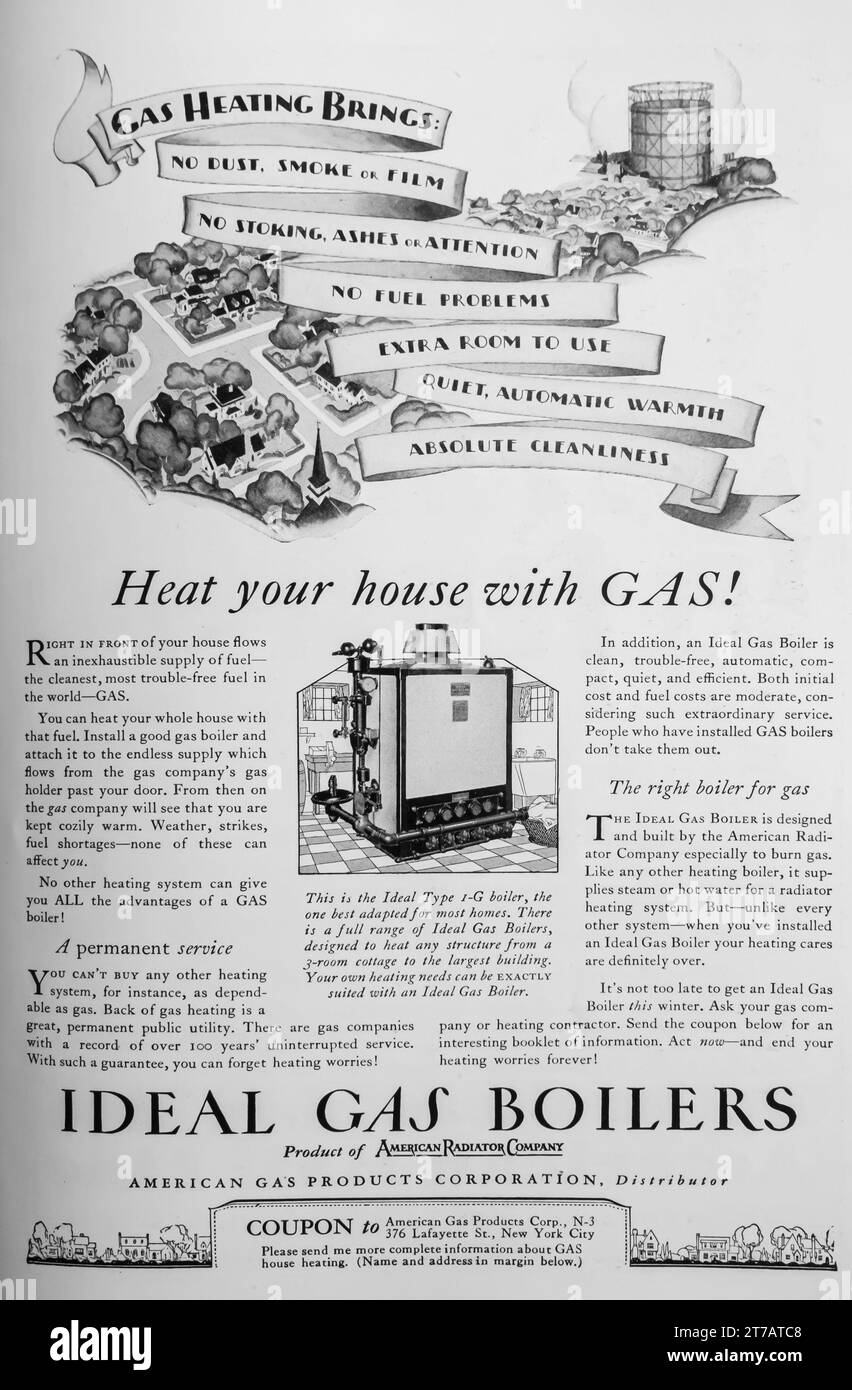 GAS HEATING BRINGS:
NO DUST, SMOKE OR FILM
NO STOKING, ASHES OR ATTENTION
NO FUEL PROBLEMS
EXTRA ROOM TO USE
QUIET, AUTOMATIC WARMTH
ABSOLUTE CLEANLINESS
Heat your house with GAS!
RIGHT IN FRONT of your house flows
an inexhaustible supply of fuel—
the cleanest, most trouble-free fuel in
the world—GAS.
You can heat your whole house with
that fuel. Install a good gas boiler and
attach it to the endless supply which
flows from the gas company's gas
holder past your door. From then on
the gas company will see that you are
kept cozily warm. Weather, strikes,
fuel shortages—none of these can
affect you.
No other heating system can give
you ALL the advantages of a GAS
boiler!
A permanent service
YOU CAN'T BUY any other heating
system, for instance, as depend-
able as gas. Back of gas heating is a
great, permanent public utility. There are gas companies
with a record of over 100 years' uninterrupted service.
With such a guarantee, you can forget heating worries!
This is the Ideal Type 1-G boiler, the
one best adapted for most homes. There
is a full range of Ideal Gas Boilers,
designed to heat any structure from a
3-room cottage to the largest building.
Your own heating needs can be EXACTLY
suited with an Ideal Gas Boiler.
In addition, an Ideal Gas Boiler is
clean, trouble-free, automatic, com-
pact, quiet, and efficient. Both initial
cost and fuel costs are moderate, con-
sidering such extraordinary service.
People who have installed GAS boilers
don't take them out.
The right boiler for gas
THE IDEAL GAS BOILER is designed
and built by the American Radi-
ator Company especially to burn gas.
Like any other heating boiler, it sup-
plies steam or hot water for a radiator
heating system. But—unlike every
other system—when you've installed
an Ideal Gas Boiler your heating cares
are definitely over.
It's not too late to get an Ideal Gas
Boiler this winter. Ask your gas com-
pany or heating contractor. Send the coupon below for an
interesting booklet of information. Act now—and end your
heating worries forever!
IDEAL GAS BOILERS
Product of AMERICAN RADIATOR COMPANY
AMERICAN GAS PRODUCTS CORPORATION, Distributor
COUPON to American Gas Products Corp., N-3
376 Lafayette St., New York City
Please send me more complete information about GAS
house heating. (Name and address in margin below.)
alamy
Image ID: 2T7ATC8
www.alamy.com